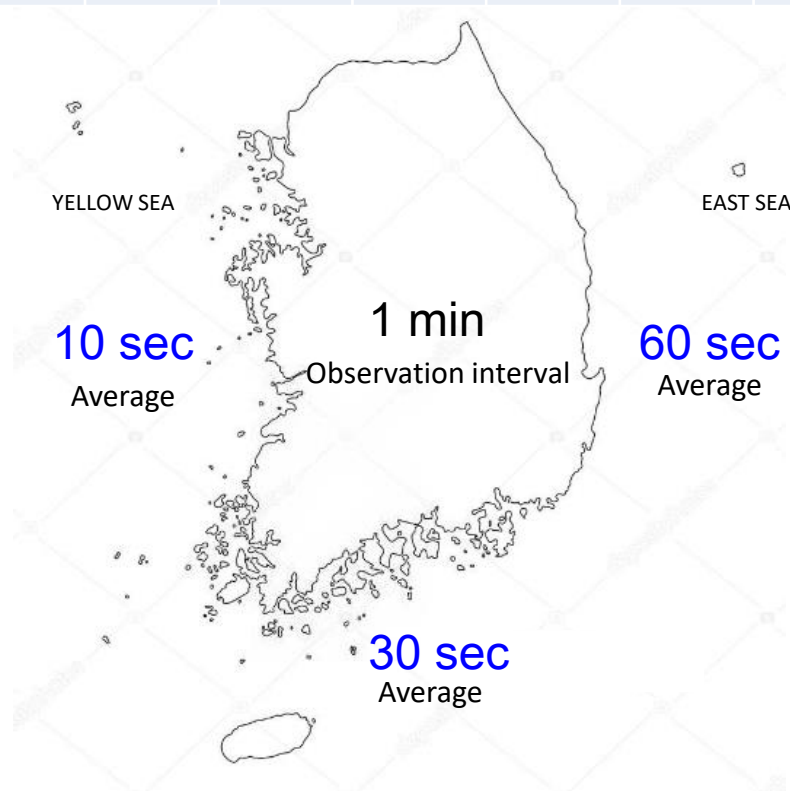 YELLOW SEA
EAST SEA
1 min
Observation interval
10 sec
Average
60 sec
Average
30 sec
Average